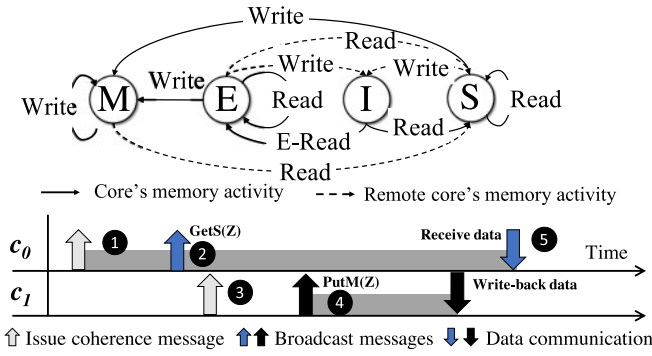 Write
Read
Write
Write
Write
Write
M
E
I
S
Read
Read
E-Read
Read
Read
Core's memory activity
Remote core's memory activity
c0
1
GetS(Z)
2
Receive data
5
Time
c1
3
PutM(Z)
4
Write-back data
Issue coherence message
Broadcast messages
Data communication